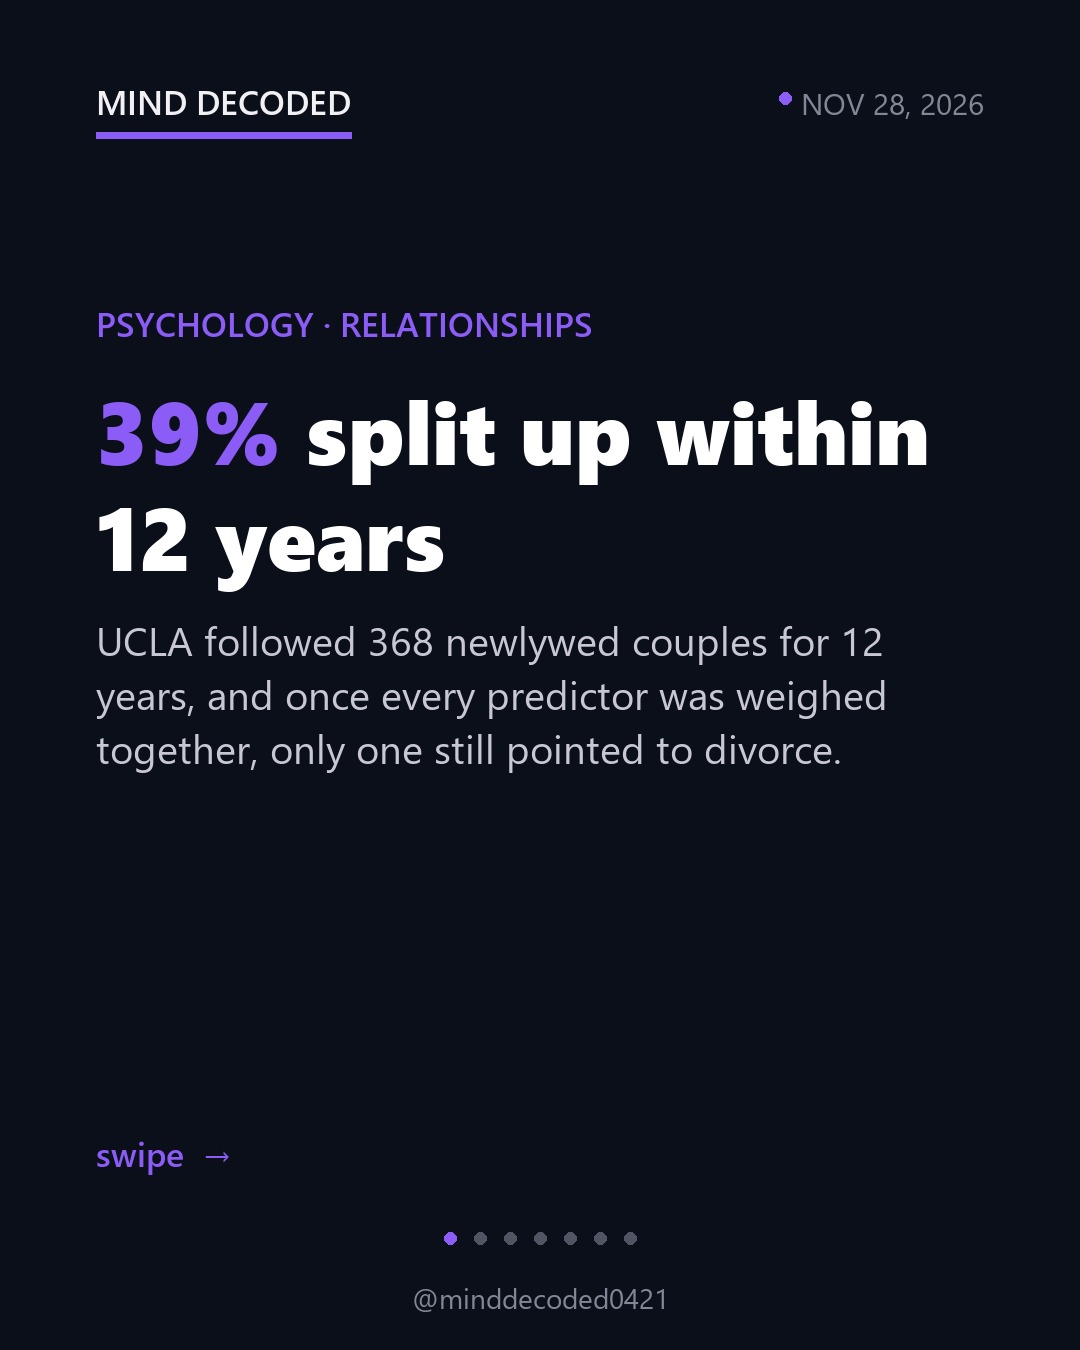 MIND DECODED
NOV 28, 2026
PSYCHOLOGY · RELATIONSHIPS
39% split up within
12 years
UCLA followed 368 newlywed couples for 12
years, and once every predictor was weighed
together, only one still pointed to divorce.
swipe →
@minddecoded0421